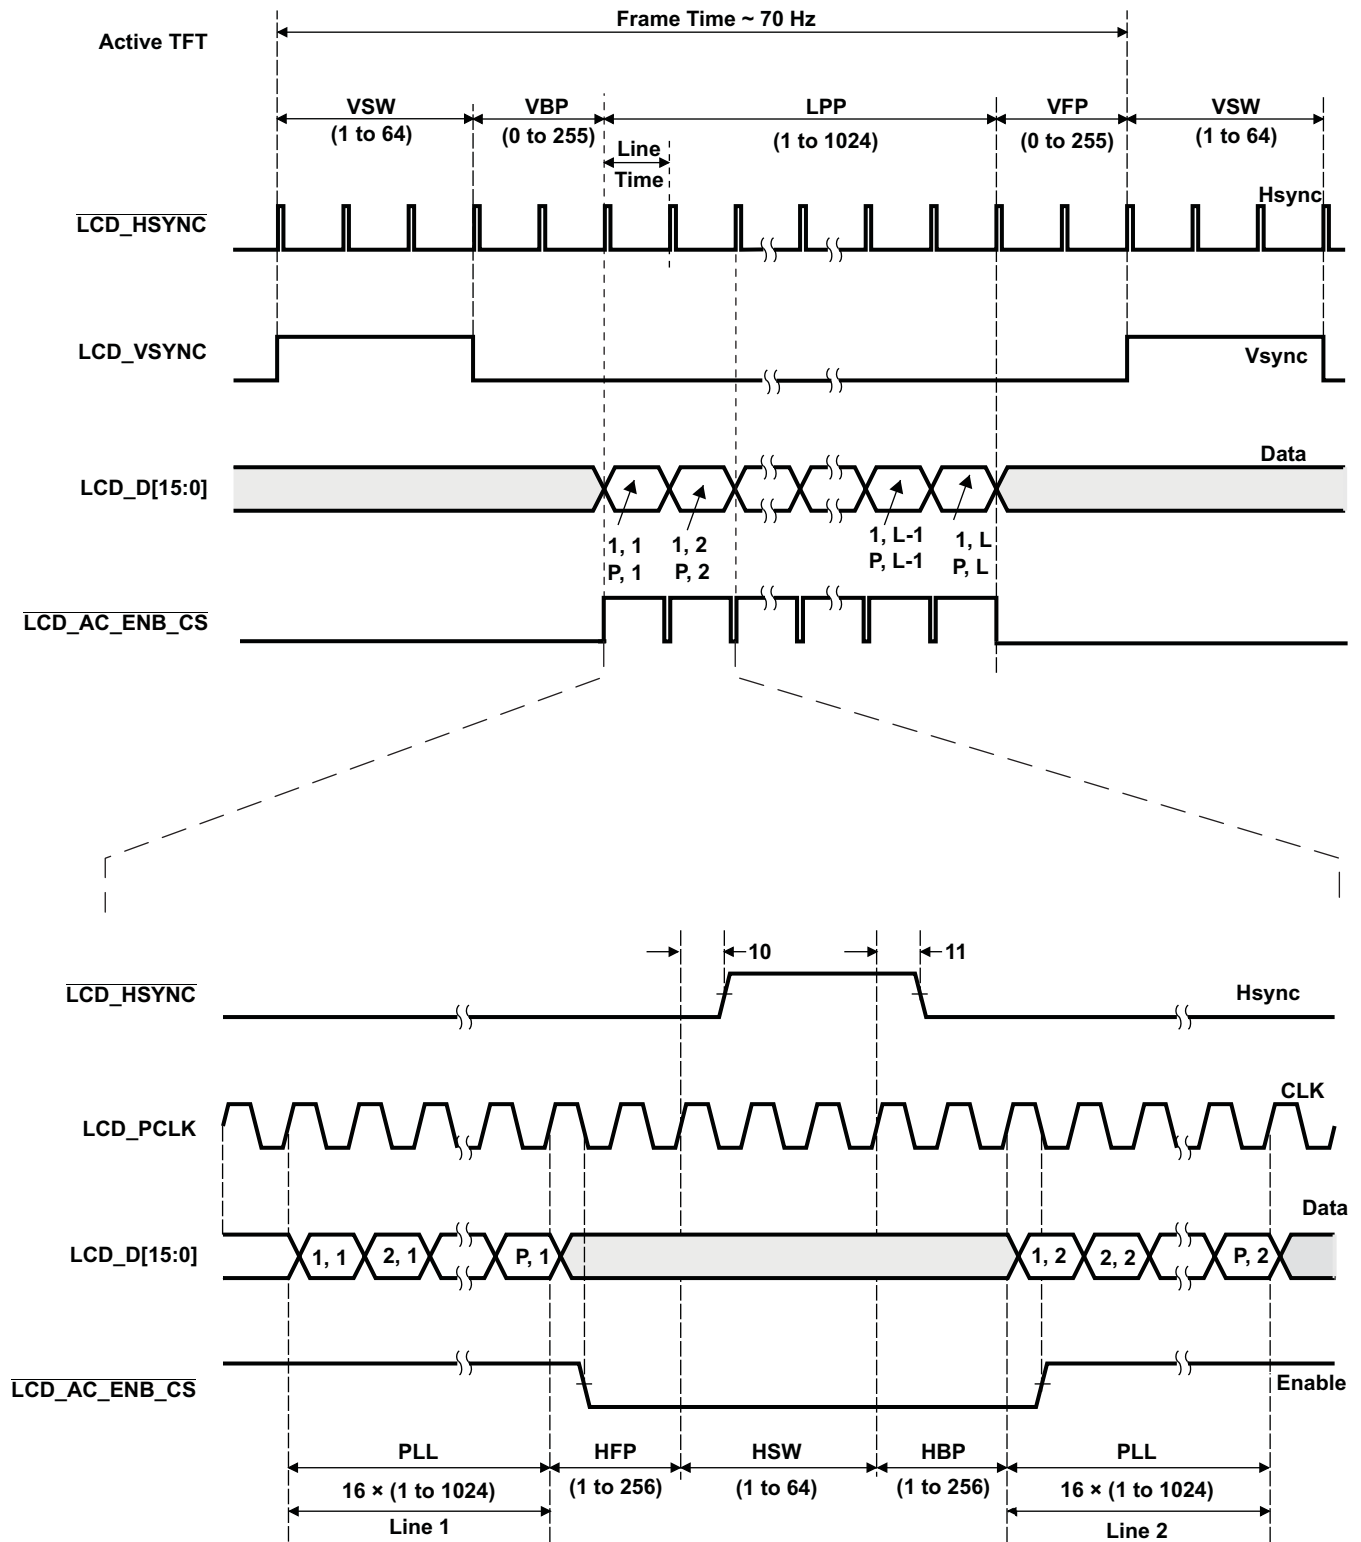 Frame Time ~ 70 Hz
Active TFT
VSW VBP LPP VFP VSW
(1 to 64) (0 to 255) (1 to 1024) (0 to 255) (1 to 64)
Line
Time
LCD_HSYNC Hsync
LCD_VSYNC Vsync
Data
LCD_D[15:0]
1, 1 1, 2 1, L-1 1, L
P, 1 P, 2 P, L-1 P, L
LCD_AC_ENB_CS
10 11
LCD_HSYNC Hsync
CLK
LCD_PCLK
Data
LCD_D[15:0] 1, 1 2, 1 P, 1 1, 2 2, 2 P, 2
LCD_AC_ENB_CS Enable
PLL HFP HSW HBP PLL
16 × (1 to 1024) (1 to 256) (1 to 64) (1 to 256) 16 × (1 to 1024)
Line 1 Line 2